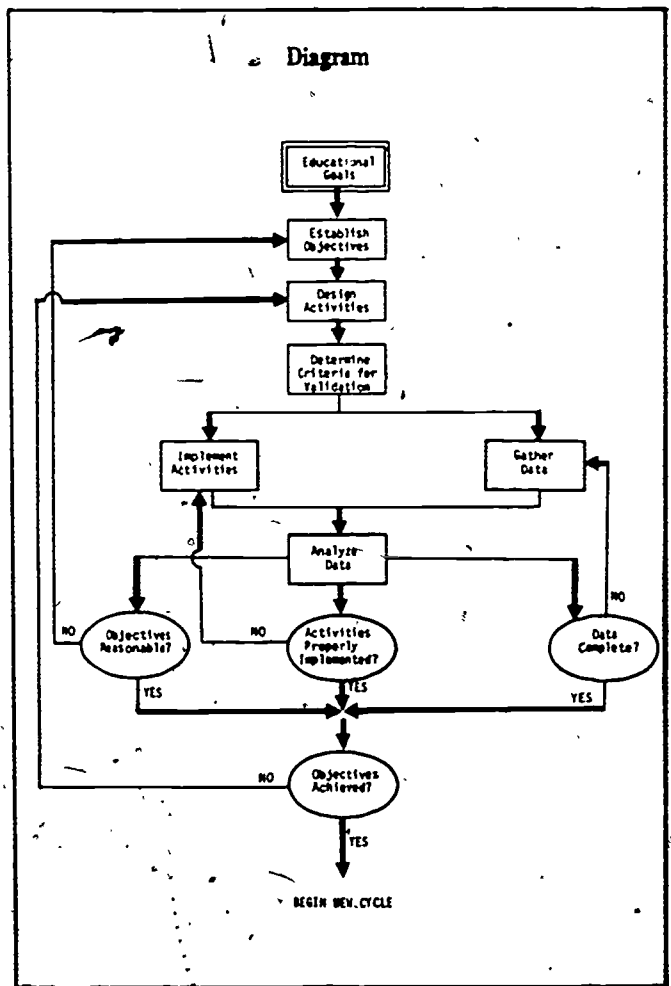 Diagram
Educational
Goals
Establish
Objectives
Design
Activities
Determine
Criteria for
Validation
Implement
Activities
Gather
Data
Analyze
Data
NO
Objectives
Reasonable?
NO
Activities
Properly
Implemented?
NO
Data
Complete?
YES
YES
YES
NO
Objectives
Achieved?
YES
BEGIN NEW CYCLE